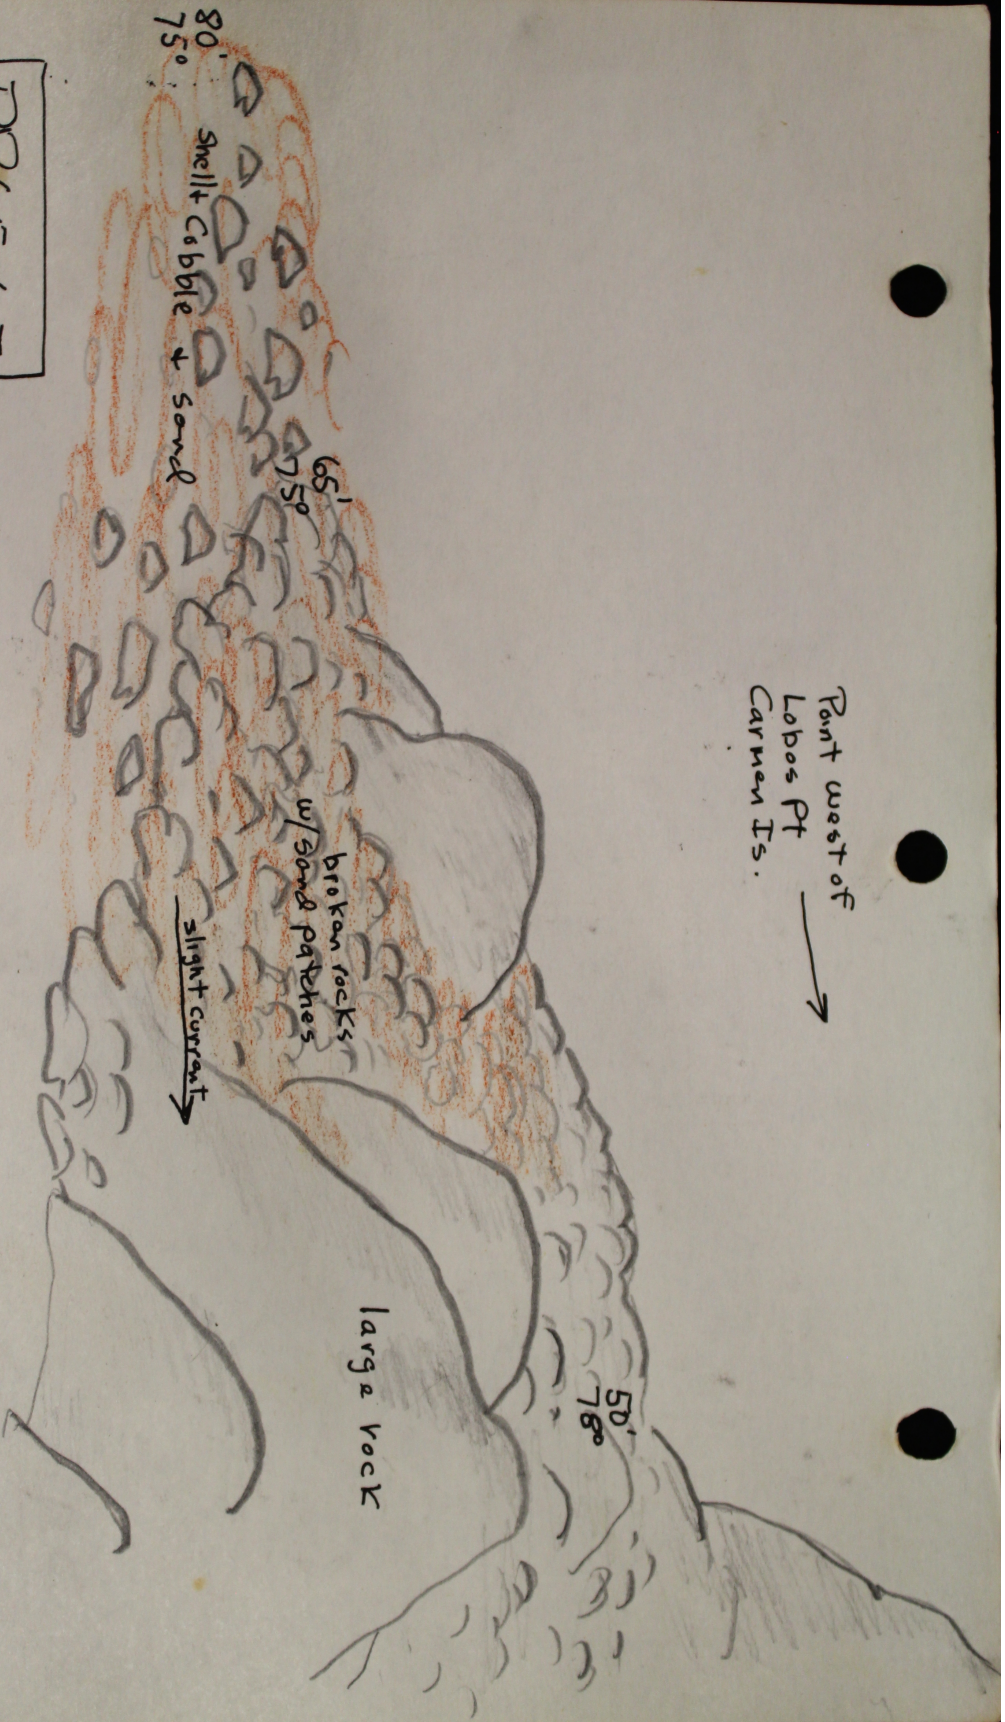 Point west of
Lobos Pt
Carmen Is.
50'
78°
65'
75°
80'
75°
shell + Cobble + sand
broken rocks
w/sand patches
slight current
large rock